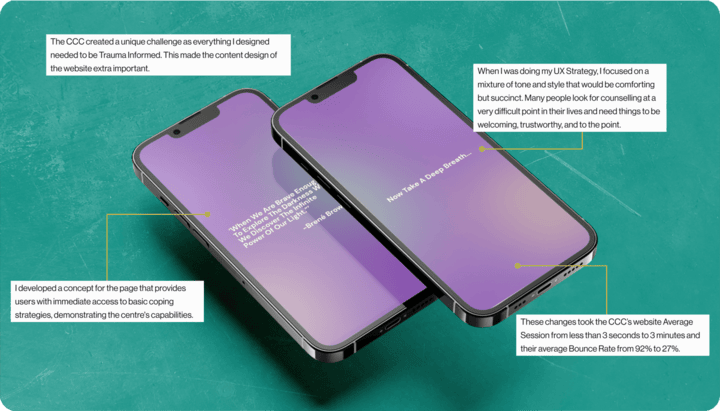 The CCC created a unique challenge as everything I designed
needed to be Trauma Informed. This made the content design of
the website extra important.
When I was doing my UX Strategy, I focused on a
mixture of tone and style that would be comforting
but succinct. Many people look for counselling at a
very difficult point in their lives and need things to be
welcoming, trustworthy, and to the point.
Now Take A Deep Breath...
"When We Are Brave Enoug
To Explore The Darkness W
We Discover The Infinite
Power Of Our Light."
-Brené Brow
I developed a concept for the page that provides
users with immediate access to basic coping
strategies, demonstrating the centre's capabilities.
These changes took the CCC's website Average
Session from less than 3 seconds to 3 minutes and
their average Bounce Rate from 92% to 27%.